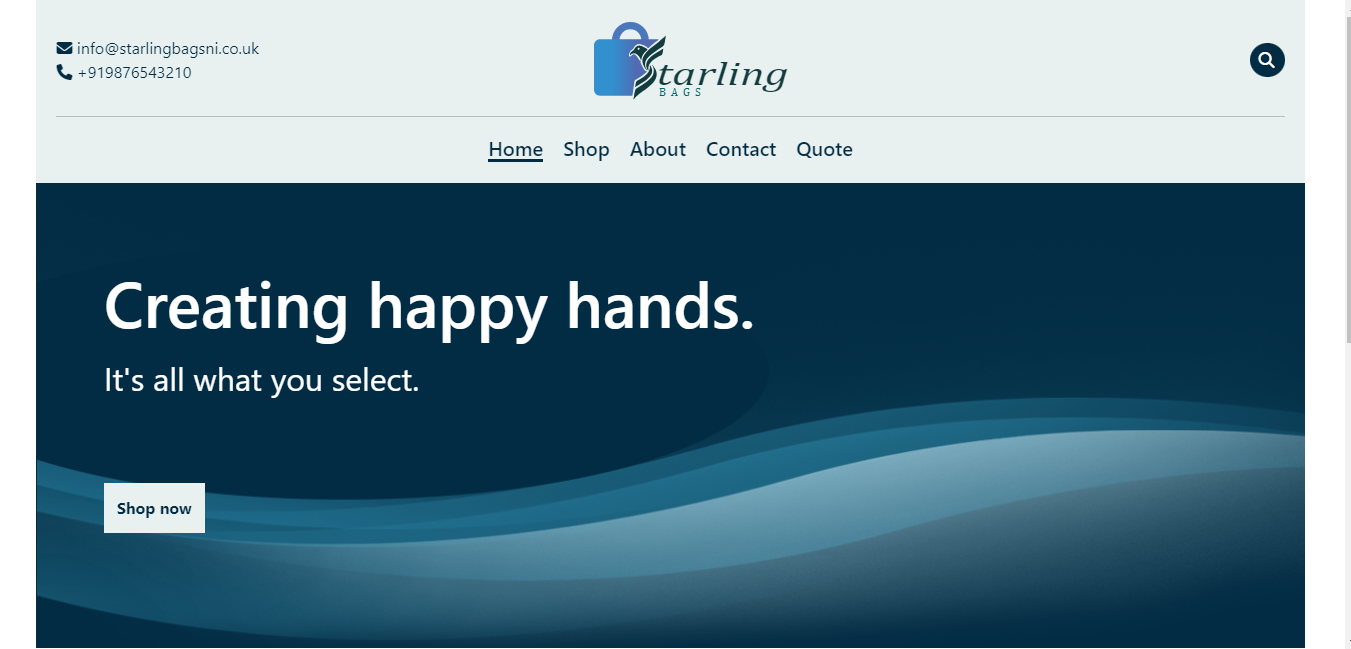 info@starlingbagsni.co.uk
+919876543210
Starling
BAGS
Home Shop About Contact Quote
Creating happy hands.
It's all what you select.
Shop now